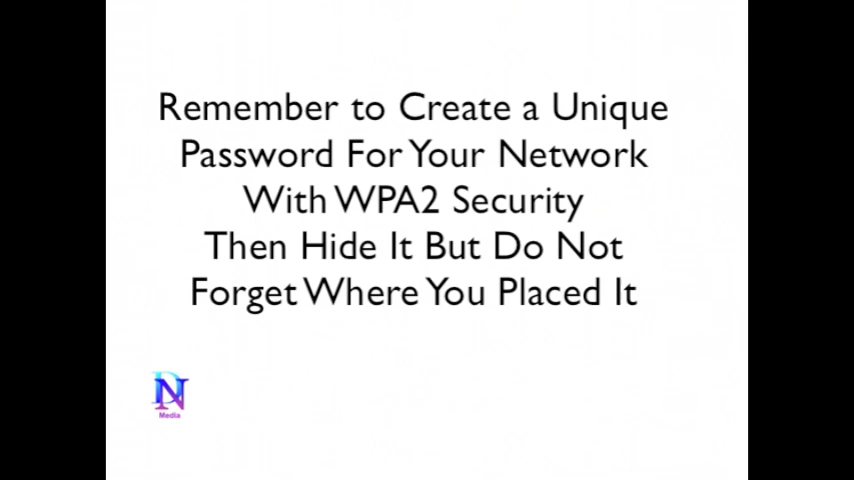 Remember to Create a Unique
Password For Your Network
With WPA2 Security
Then Hide It But Do Not
Forget Where You Placed It
DN
Media